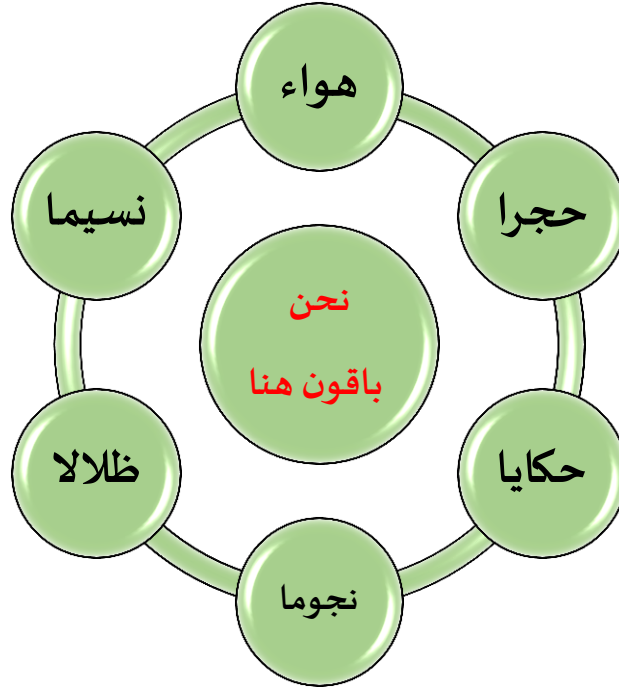 هواء
حجرا
حكايا
نجوما
ظلالا
نسيما
نحن
باقون هنا